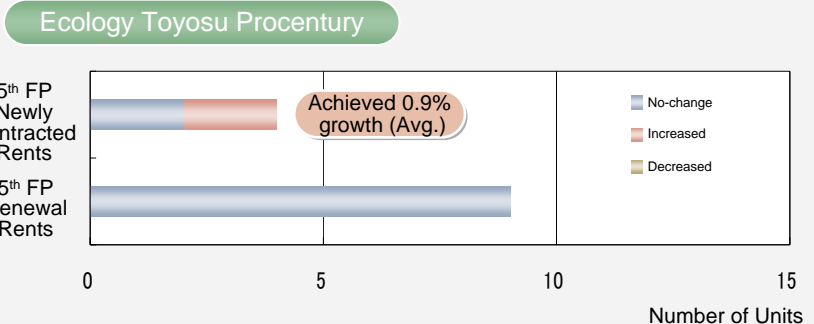 Ecology Toyosu Procentury
5th FP
Newly
ntracted
Rents
Achieved 0.9%
growth (Avg.)
No-change
Increased
Decreased
5th FP
enewal
Rents
0 5 10 15
Number of Units